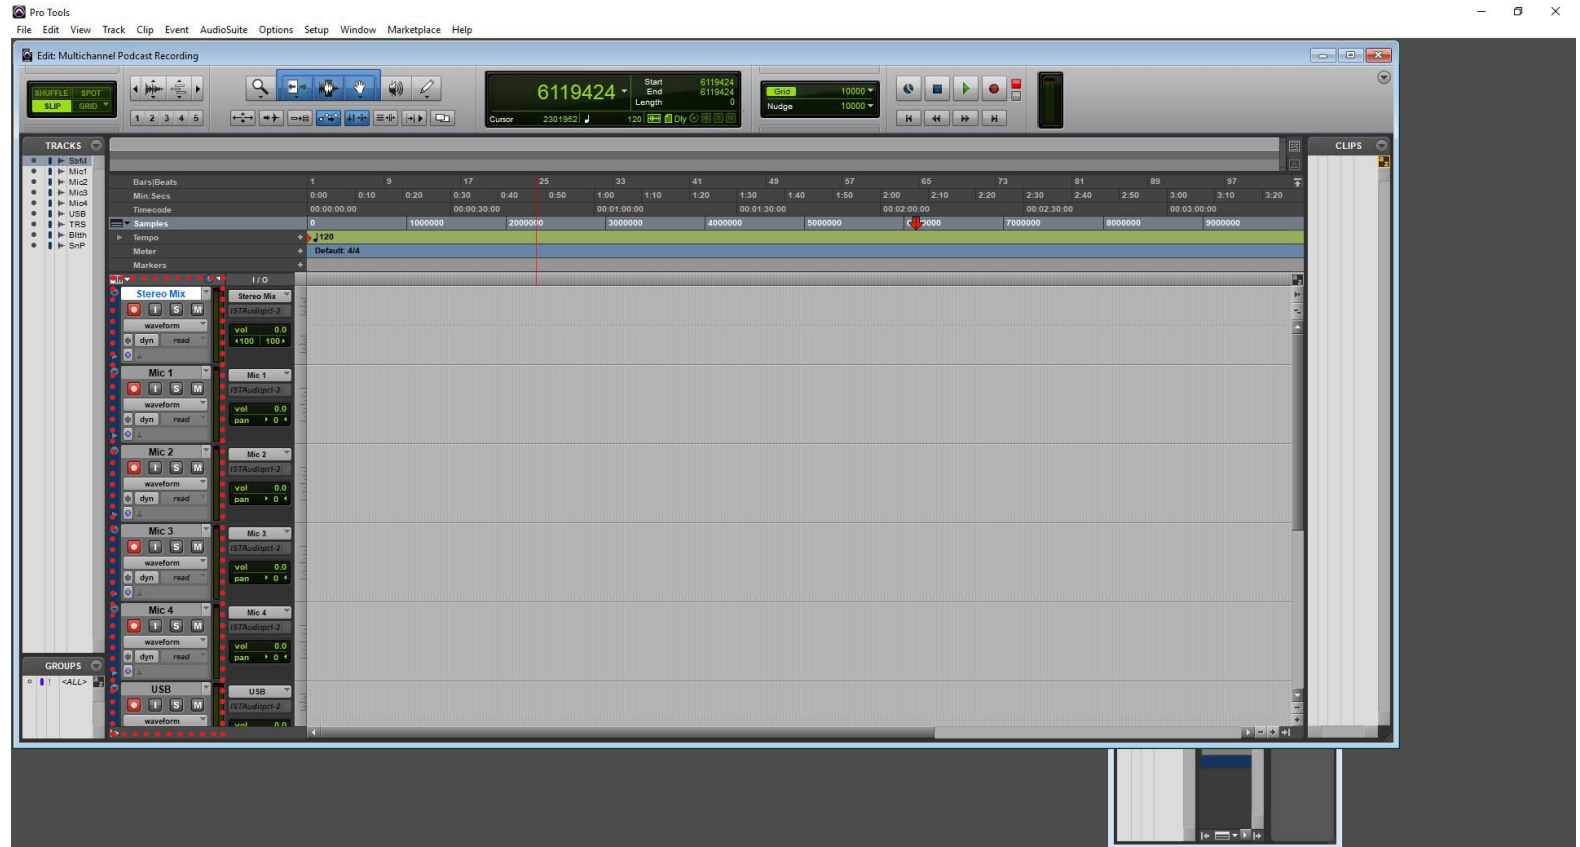 Pro Tools
File Edit View Track Clip Event AudioSuite Options Setup Window Marketplace Help
Edit: Multichannel Podcast Recording
SHUFFLE SPOT
SLIP GRID
1 2 3 4 5
6119424
Start 6119424
End 6119424
Length 0
Cursor 2301952 120 Dly
Grid 10000
Nudge 10000
TRACKS
StrM
Mic1
Mic2
Mic3
Mic4
USB
TRS
Bltth
SnP
CLIPS
Bars|Beats 1 9 17 25 33 41 49 57 65 73 81 89 97
Min:Secs 0:00 0:10 0:20 0:30 0:40 0:50 1:00 1:10 1:20 1:30 1:40 1:50 2:00 2:10 2:20 2:30 2:40 2:50 3:00 3:10 3:20
Timecode 00:00:00:00 00:00:30:00 00:01:00:00 00:01:30:00 00:02:00:00 00:02:30:00 00:03:00:00
Samples 0 1000000 2000000 3000000 4000000 5000000 7000000 8000000 9000000
Tempo 120
Meter Default: 4/4
Markers
I / O
Stereo Mix Stereo Mix
I S M
waveform vol 0.0
dyn read 100 100
Mic 1 Mic 1
I S M
waveform vol 0.0
dyn read pan 0
Mic 2 Mic 2
I S M
waveform vol 0.0
dyn read pan 0
Mic 3 Mic 3
I S M
waveform vol 0.0
dyn read pan 0
Mic 4 Mic 4
I S M
waveform vol 0.0
dyn read pan 0
USB USB
I S M
waveform vol 0.0
GROUPS
<ALL>